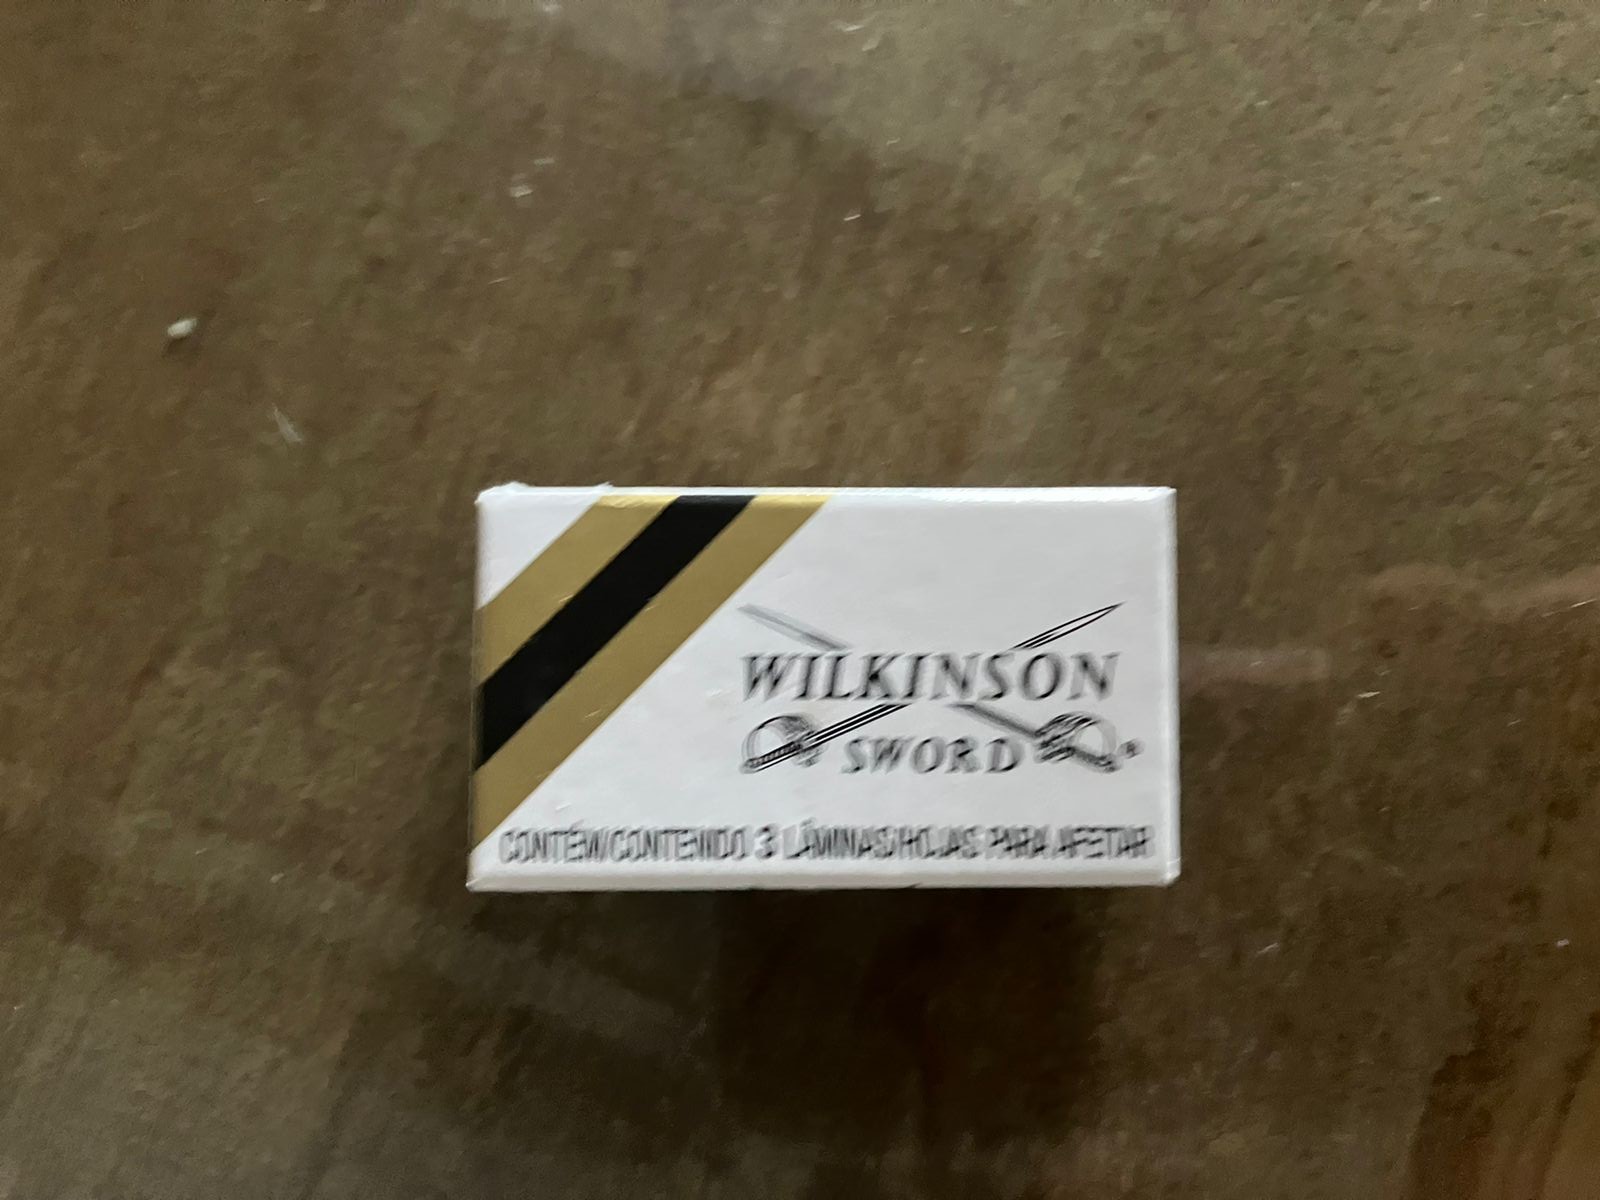 WILKINSON
SWORD®
CONTÉM/CONTENIDO 3 LÂMINAS/HOJAS PARA AFEITAR